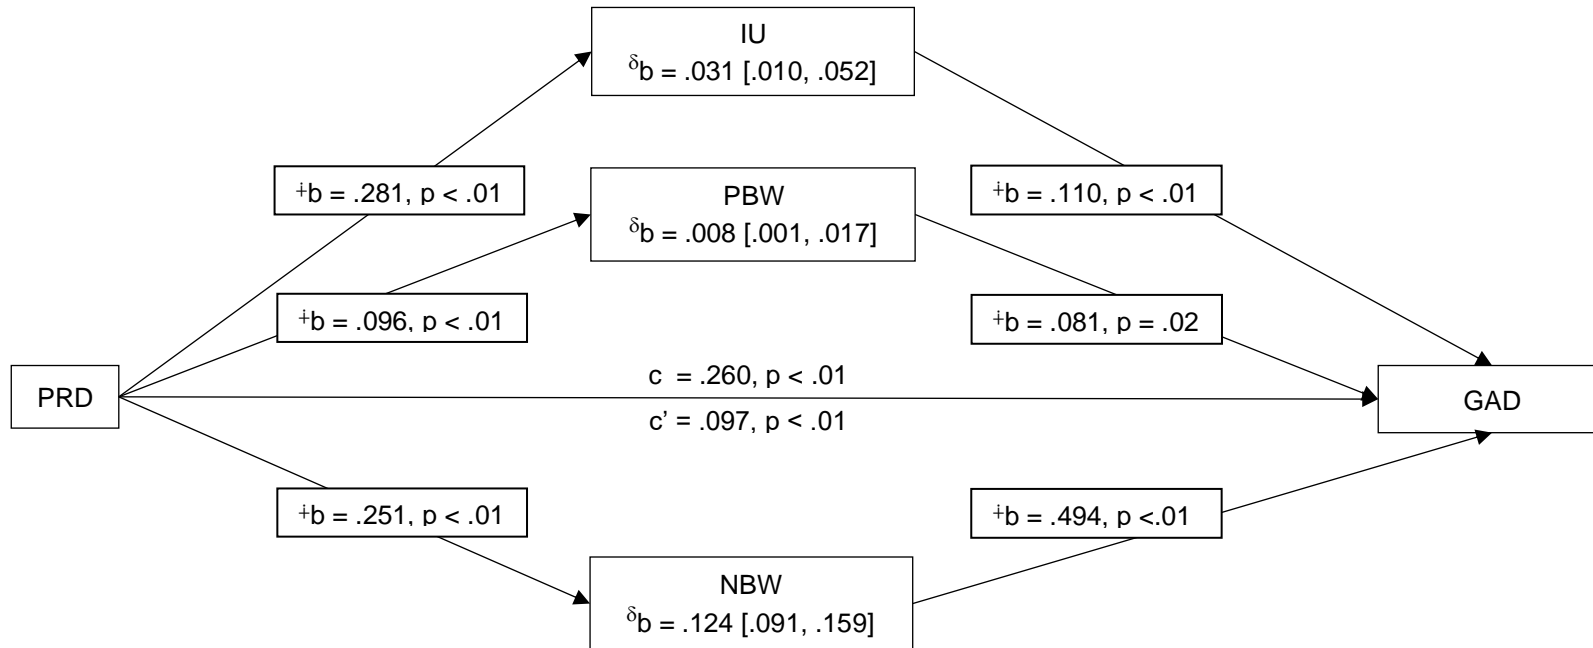 IU
δb = .031 [.010, .052]
⸸b = .281, p < .01
⸸b = .110, p < .01
PBW
δb = .008 [.001, .017]
⸸b = .096, p < .01
⸸b = .081, p = .02
PRD
c = .260, p < .01
c’ = .097, p < .01
GAD
⸸b = .251, p < .01
⸸b = .494, p <.01
NBW
δb = .124 [.091, .159]